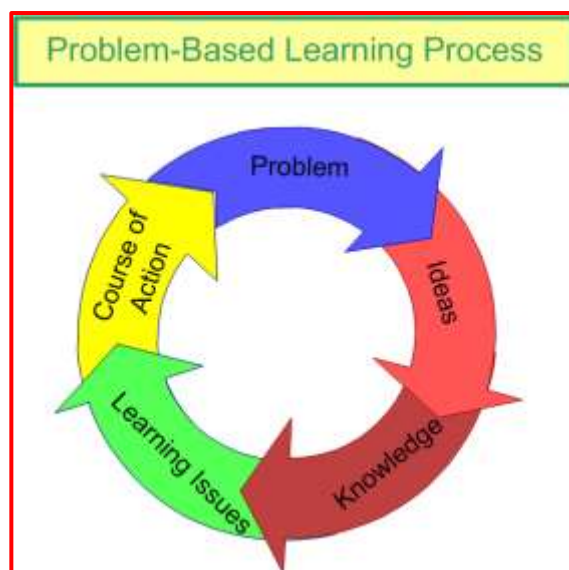 Problem-Based Learning Process
Problem
Ideas
Knowledge
Learning Issues
Course of
Action